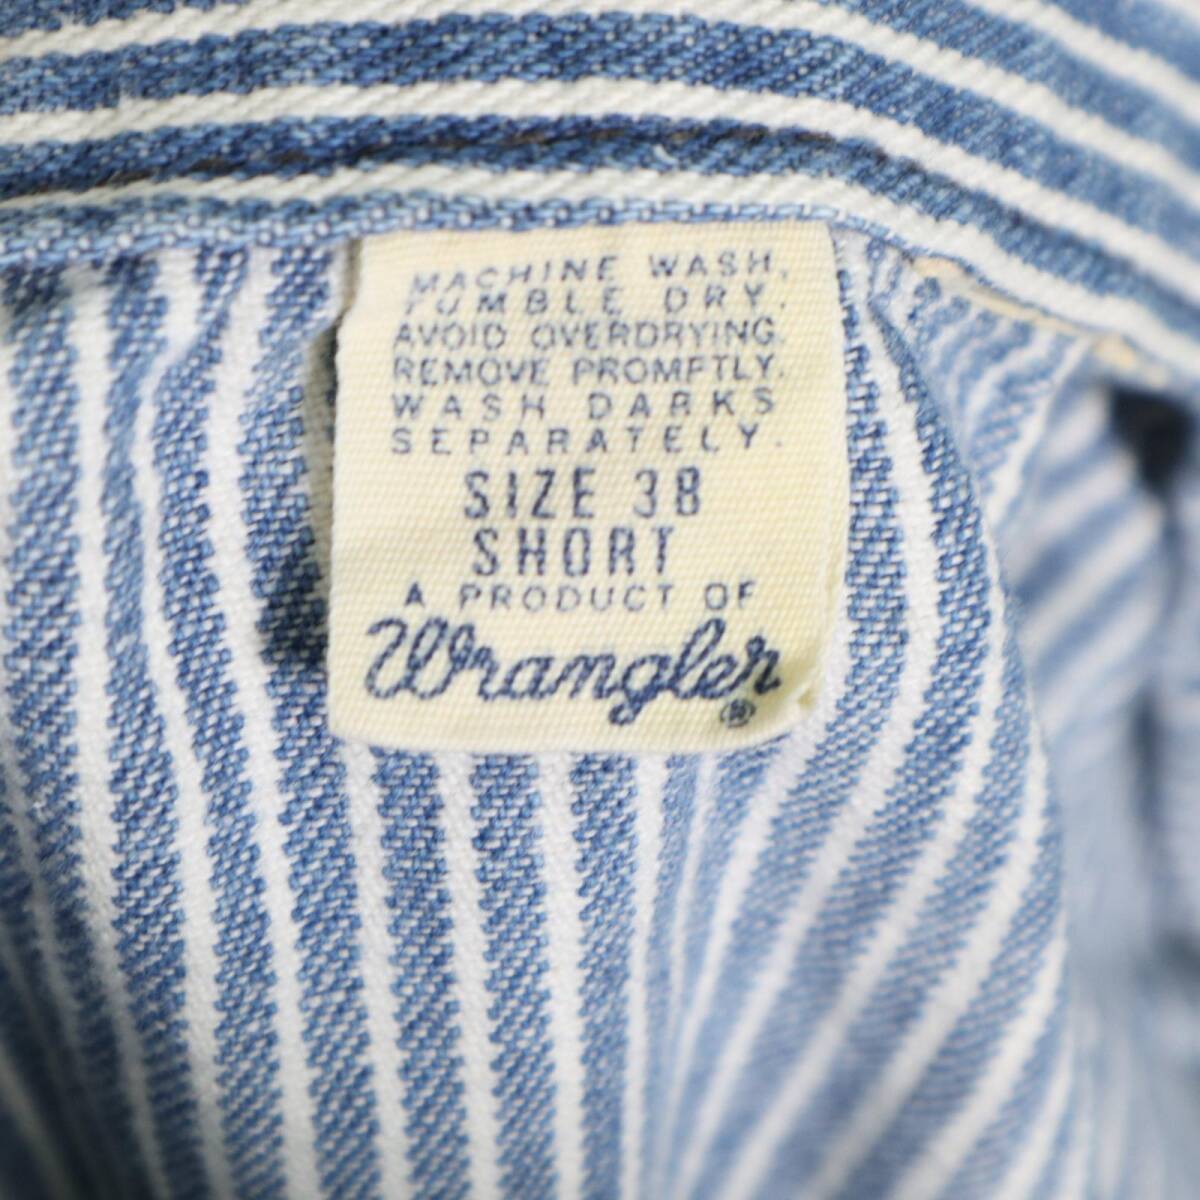 MACHINE WASH,
TUMBLE DRY.
AVOID OVERDRYING.
REMOVE PROMPTLY.
WASH DARKS
SEPARATELY.
SIZE 38
SHORT
A PRODUCT OF
Wrangler
®